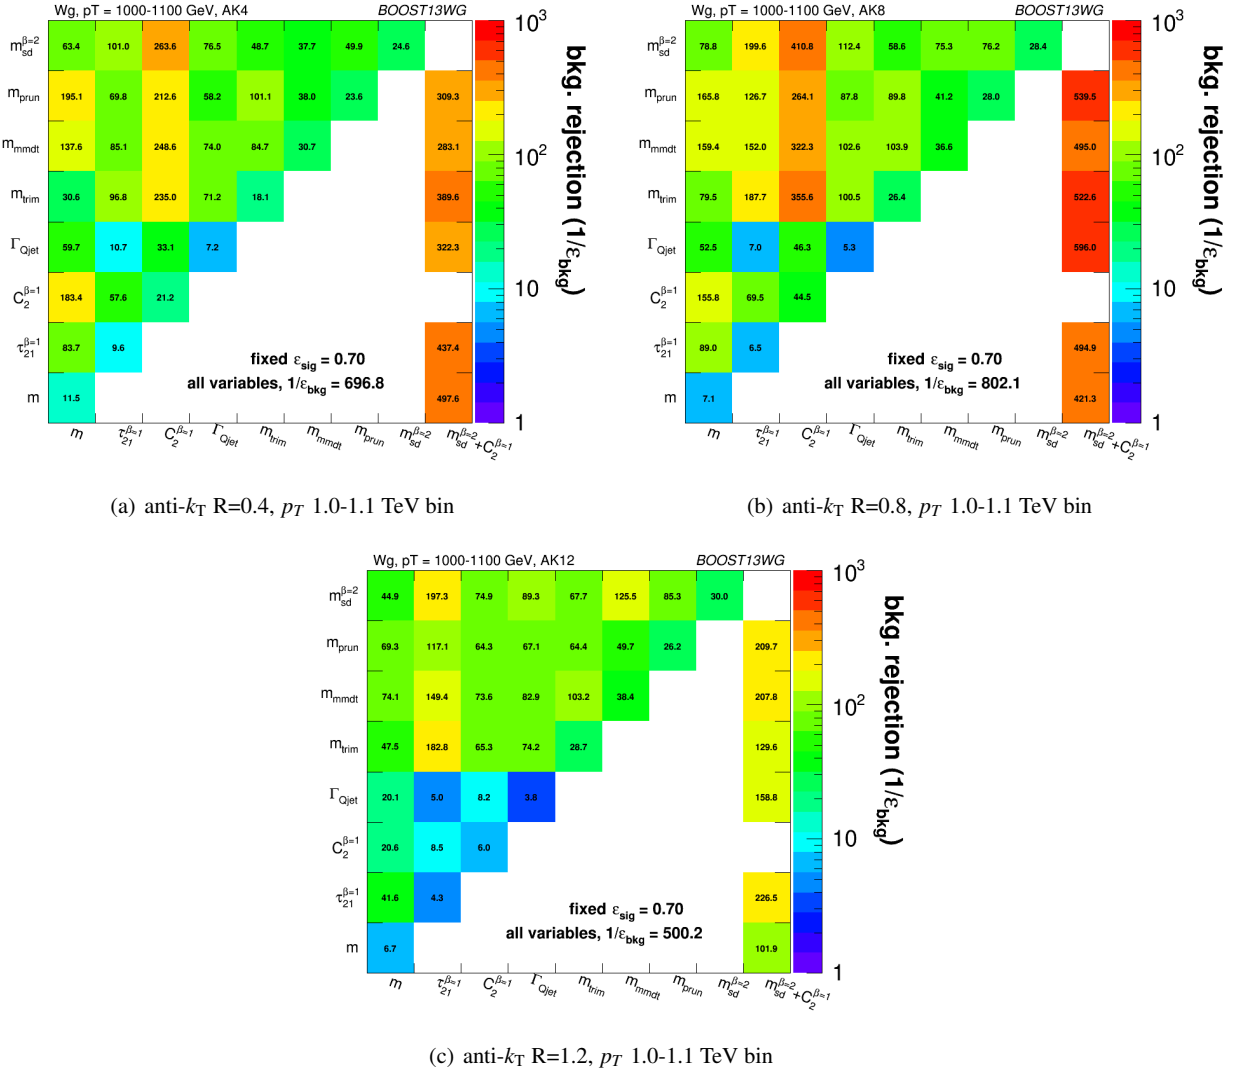 Wg, pT = 1000-1100 GeV, AK4 BOOST13WG
m_sd^β=2 63.4 101.0 263.6 76.5 48.7 37.7 49.9 24.6
m_prun 195.1 69.8 212.6 58.2 101.1 38.0 23.6 309.3
m_mmdt 137.6 85.1 248.6 74.0 84.7 30.7 283.1
m_trim 30.6 96.8 235.0 71.2 18.1 389.6
Γ_Qjet 59.7 10.7 33.1 7.2 322.3
C_2^β=1 183.4 57.6 21.2
τ_21^β=1 83.7 9.6 437.4
m 11.5 497.6
fixed ε_sig = 0.70
all variables, 1/ε_bkg = 696.8
m τ_21^β=1 C_2^β=1 Γ_Qjet m_trim m_mmdt m_prun m_sd^β=2 m_sd^β=2+C_2^β=1
10^3
10^2
10
1
bkg. rejection (1/ε_bkg)
(a) anti-k_T R=0.4, p_T 1.0-1.1 TeV bin
Wg, pT = 1000-1100 GeV, AK8 BOOST13WG
m_sd^β=2 78.8 199.6 410.8 112.4 58.6 75.3 76.2 28.4
m_prun 165.8 126.7 264.1 87.8 89.8 41.2 28.0 539.5
m_mmdt 159.4 152.0 322.3 102.6 103.9 36.6 495.0
m_trim 79.5 187.7 355.6 100.5 26.4 522.6
Γ_Qjet 52.5 7.0 46.3 5.3 596.0
C_2^β=1 155.8 69.5 44.5
τ_21^β=1 89.0 6.5 494.9
m 7.1 421.3
fixed ε_sig = 0.70
all variables, 1/ε_bkg = 802.1
m τ_21^β=1 C_2^β=1 Γ_Qjet m_trim m_mmdt m_prun m_sd^β=2 m_sd^β=2+C_2^β=1
10^3
10^2
10
1
bkg. rejection (1/ε_bkg)
(b) anti-k_T R=0.8, p_T 1.0-1.1 TeV bin
Wg, pT = 1000-1100 GeV, AK12 BOOST13WG
m_sd^β=2 44.9 197.3 74.9 89.3 67.7 125.5 85.3 30.0
m_prun 69.3 117.1 64.3 67.1 64.4 49.7 26.2 209.7
m_mmdt 74.1 149.4 73.6 82.9 103.2 38.4 207.8
m_trim 47.5 182.8 65.3 74.2 28.7 129.6
Γ_Qjet 20.1 5.0 8.2 3.8 158.8
C_2^β=1 20.6 8.5 6.0
τ_21^β=1 41.6 4.3 226.5
m 6.7 101.9
fixed ε_sig = 0.70
all variables, 1/ε_bkg = 500.2
m τ_21^β=1 C_2^β=1 Γ_Qjet m_trim m_mmdt m_prun m_sd^β=2 m_sd^β=2+C_2^β=1
10^3
10^2
10
1
bkg. rejection (1/ε_bkg)
(c) anti-k_T R=1.2, p_T 1.0-1.1 TeV bin